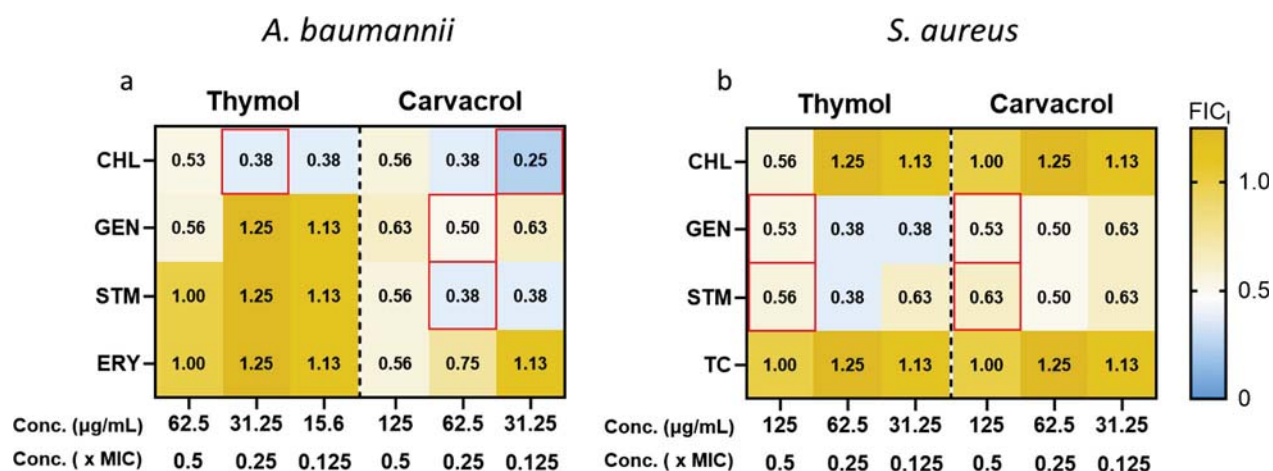 A. baumannii
S. aureus
a
b
Thymol Carvacrol
Thymol Carvacrol
FIC_I
CHL 0.53 0.38 0.38 0.56 0.38 0.25
GEN 0.56 1.25 1.13 0.63 0.50 0.63
STM 1.00 1.25 1.13 0.56 0.38 0.38
ERY 1.00 1.25 1.13 0.56 0.75 1.13
Conc. (µg/mL) 62.5 31.25 15.6 125 62.5 31.25
Conc. ( x MIC) 0.5 0.25 0.125 0.5 0.25 0.125
CHL 0.56 1.25 1.13 1.00 1.25 1.13
GEN 0.53 0.38 0.38 0.53 0.50 0.63
STM 0.56 0.38 0.63 0.63 0.50 0.63
TC 1.00 1.25 1.13 1.00 1.25 1.13
Conc. (µg/mL) 125 62.5 31.25 125 62.5 31.25
Conc. ( x MIC) 0.5 0.25 0.125 0.5 0.25 0.125
1.0
0.5
0